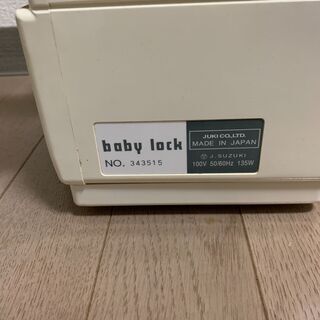 baby lock
NO. 343515
JUKI CO.,LTD.
MADE IN JAPAN
J. SUZUKI
100V 50/60Hz 135W